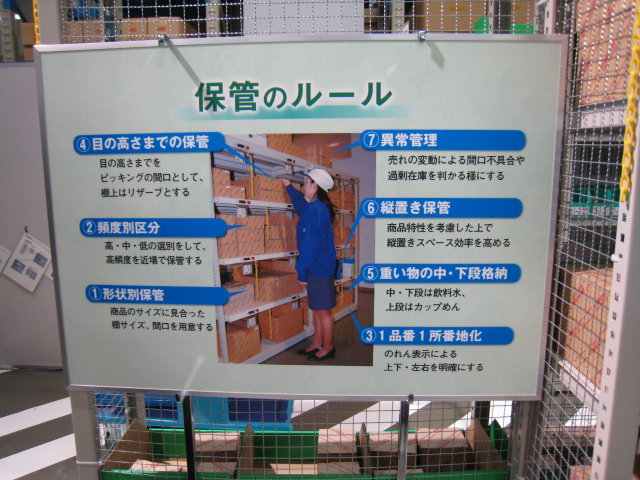 保管のルール
④目の高さまでの保管
目の高さまでを
ピッキングの間口として、
棚上はリザーブとする
②頻度別区分
高・中・低の選別をして、
高頻度を近場で保管する
①形状別保管
商品のサイズに見合った
棚サイズ、間口を用意する
⑦異常管理
売れの変動による間口不具合や
過剰在庫を判かる様にする
⑥縦置き保管
商品特性を考慮した上で
縦置きスペース効率を高める
⑤重い物の中・下段格納
中・下段は飲料水、
上段はカップめん
③1品番1所番地化
のれん表示による
上下・左右を明確にする